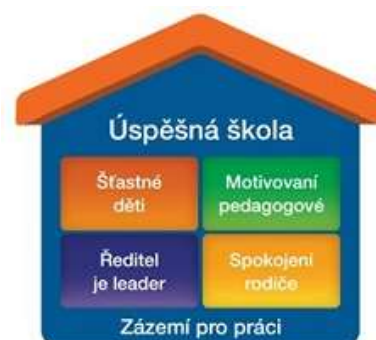 Úspěšná škola
Šťastné
děti
Motivovaní
pedagogové
Ředitel
je leader
Spokojení
rodiče
Zázemí pro práci